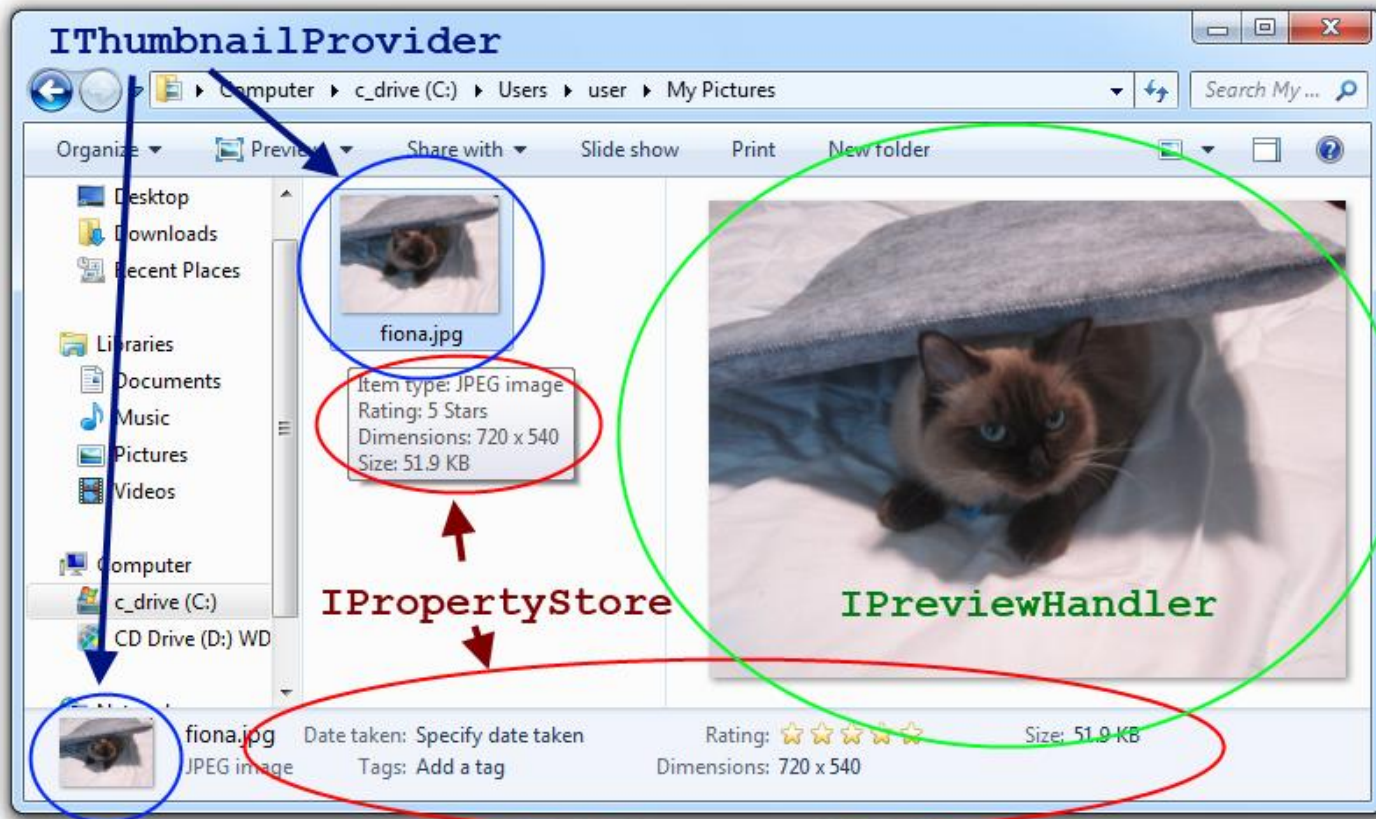 IThumbnailProvider
Computer ▸ c_drive (C:) ▸ Users ▸ user ▸ My Pictures
Search My ...
Organize Preview Share with Slide show Print New folder
Desktop
Downloads
Recent Places
Libraries
Documents
Music
Pictures
Videos
Computer
c_drive (C:)
CD Drive (D:) WD
fiona.jpg
Item type: JPEG image
Rating: 5 Stars
Dimensions: 720 x 540
Size: 51.9 KB
IPropertyStore
IPreviewHandler
fiona.jpg Date taken: Specify date taken Rating: Size: 51.9 KB
JPEG image Tags: Add a tag Dimensions: 720 x 540